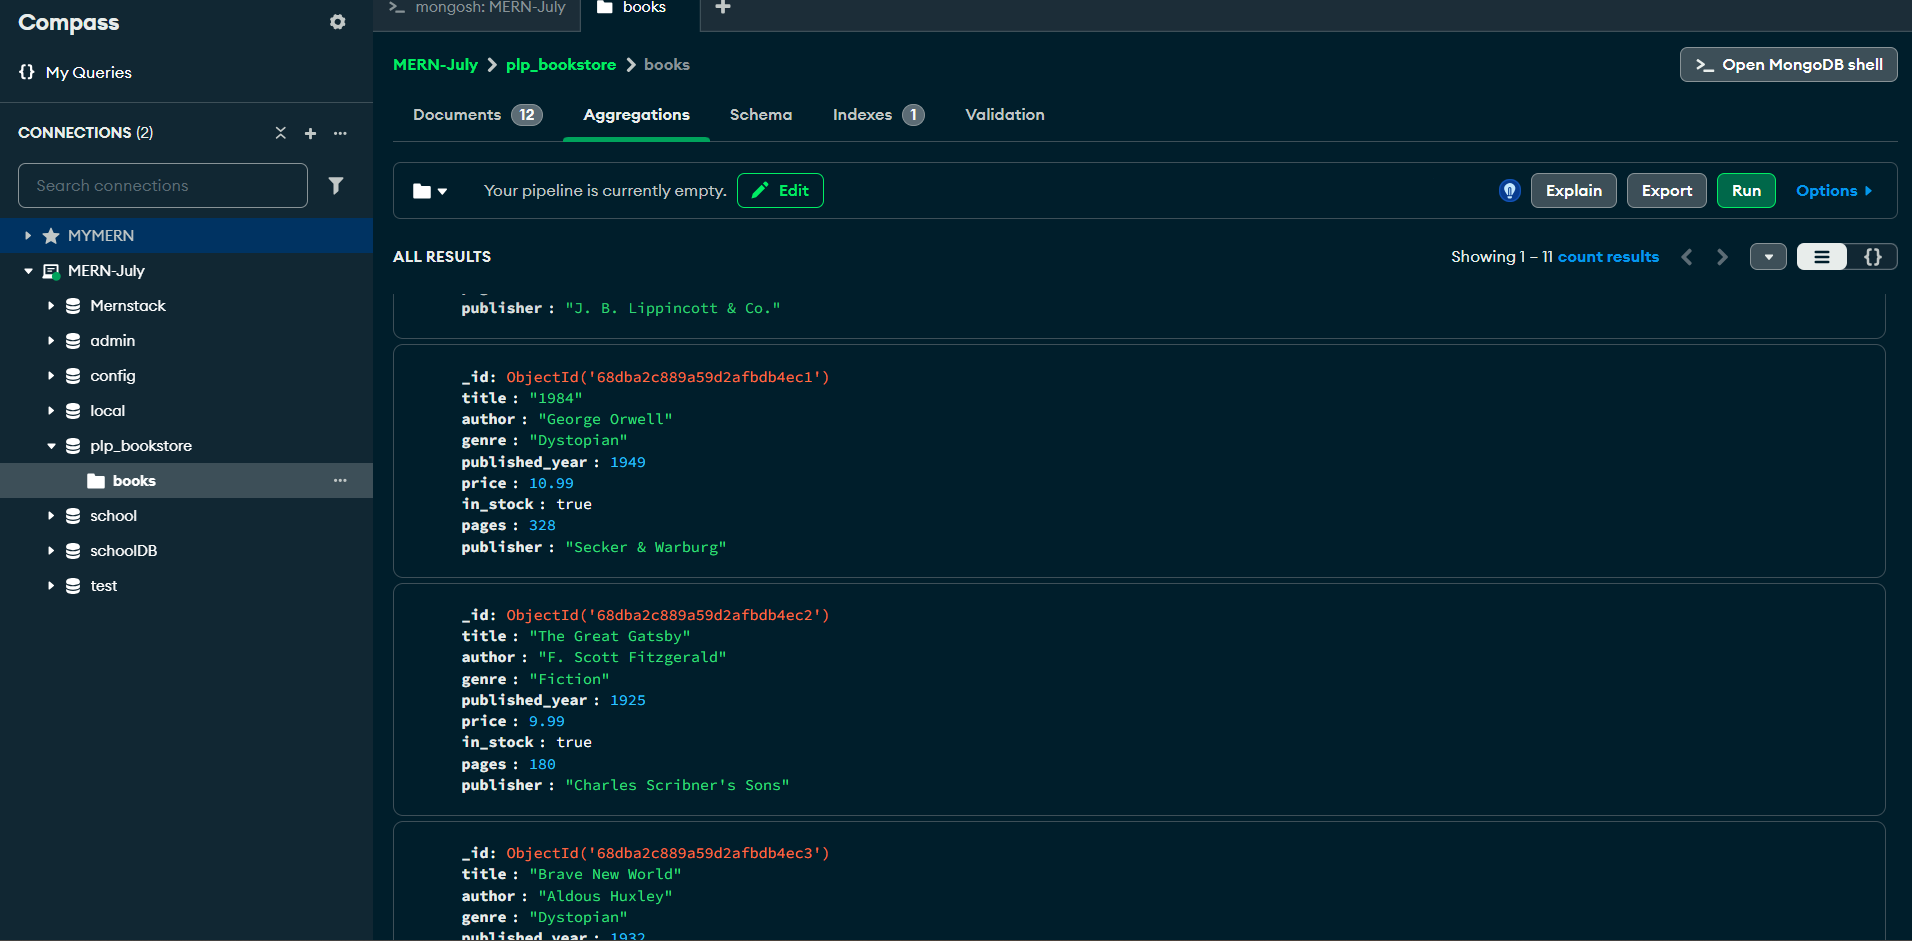 Compass
My Queries
CONNECTIONS (2)
Search connections
MYMERN
MERN-July
Mernstack
admin
config
local
plp_bookstore
books
school
schoolDB
test
mongosh: MERN-July
books
MERN-July > plp_bookstore > books
>_ Open MongoDB shell
Documents 12 Aggregations Schema Indexes 1 Validation
Your pipeline is currently empty. Edit Explain Export Run Options
ALL RESULTS
Showing 1 – 11 count results
publisher : "J. B. Lippincott & Co."
_id: ObjectId('68dba2c889a59d2afbdb4ec1')
title : "1984"
author : "George Orwell"
genre : "Dystopian"
published_year : 1949
price : 10.99
in_stock : true
pages : 328
publisher : "Secker & Warburg"
_id: ObjectId('68dba2c889a59d2afbdb4ec2')
title : "The Great Gatsby"
author : "F. Scott Fitzgerald"
genre : "Fiction"
published_year : 1925
price : 9.99
in_stock : true
pages : 180
publisher : "Charles Scribner's Sons"
_id: ObjectId('68dba2c889a59d2afbdb4ec3')
title : "Brave New World"
author : "Aldous Huxley"
genre : "Dystopian"
published_year : 1932